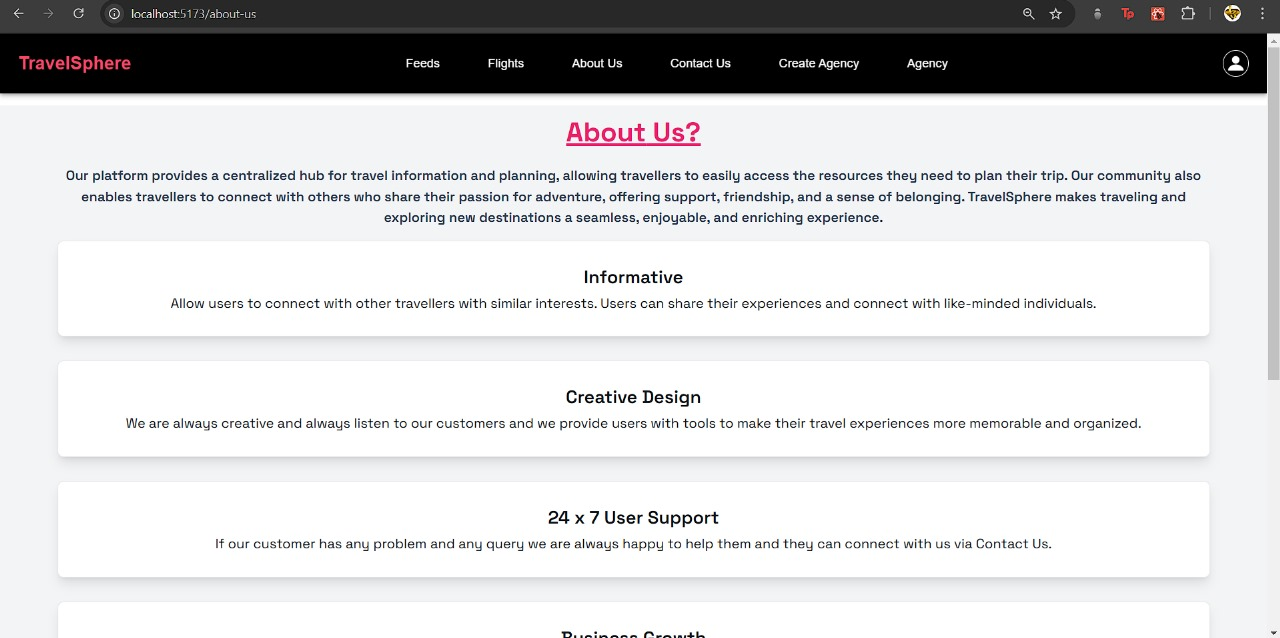 localhost:5173/about-us
Tp
TravelSphere
Feeds
Flights
About Us
Contact Us
Create Agency
Agency
About Us?
Our platform provides a centralized hub for travel information and planning, allowing travellers to easily access the resources they need to plan their trip. Our community also
enables travellers to connect with others who share their passion for adventure, offering support, friendship, and a sense of belonging. TravelSphere makes traveling and
exploring new destinations a seamless, enjoyable, and enriching experience.
Informative
Allow users to connect with other travellers with similar interests. Users can share their experiences and connect with like-minded individuals.
Creative Design
We are always creative and always listen to our customers and we provide users with tools to make their travel experiences more memorable and organized.
24 x 7 User Support
If our customer has any problem and any query we are always happy to help them and they can connect with us via Contact Us.
Business Growth